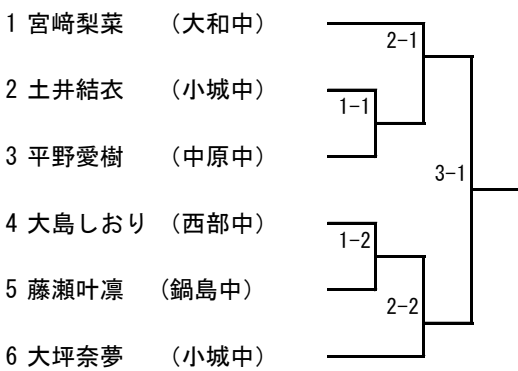 1 宮﨑梨菜 （大和中）
2-1
2 土井結衣 （小城中）
1-1
3 平野愛樹 （中原中）
3-1
4 大島しおり （西部中）
1-2
5 藤瀬叶凛 （鍋島中）
2-2
6 大坪奈夢 （小城中）